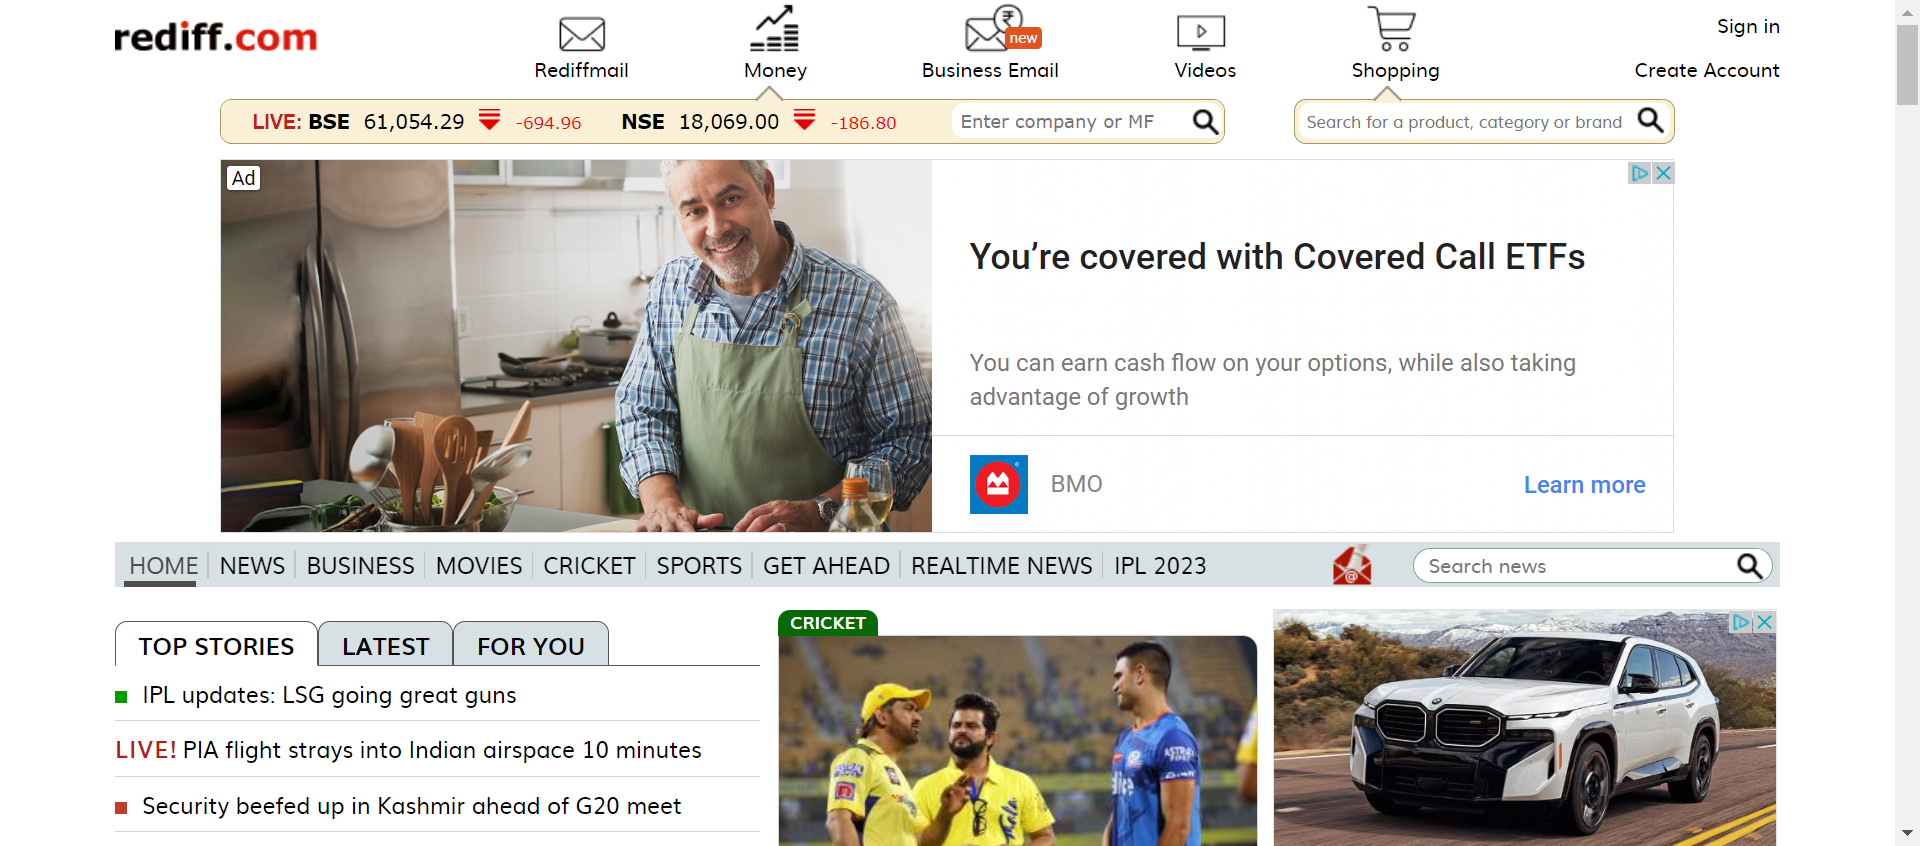 rediff.com
Rediffmail
Money
new
Business Email
Videos
Shopping
Sign in
Create Account
LIVE: BSE 61,054.29 -694.96 NSE 18,069.00 -186.80
Enter company or MF
Search for a product, category or brand
Ad
You’re covered with Covered Call ETFs
You can earn cash flow on your options, while also taking
advantage of growth
BMO
Learn more
HOME NEWS BUSINESS MOVIES CRICKET SPORTS GET AHEAD REALTIME NEWS IPL 2023
Search news
TOP STORIES LATEST FOR YOU
IPL updates: LSG going great guns
LIVE! PIA flight strays into Indian airspace 10 minutes
Security beefed up in Kashmir ahead of G20 meet
CRICKET
ASTRAL
PIPES